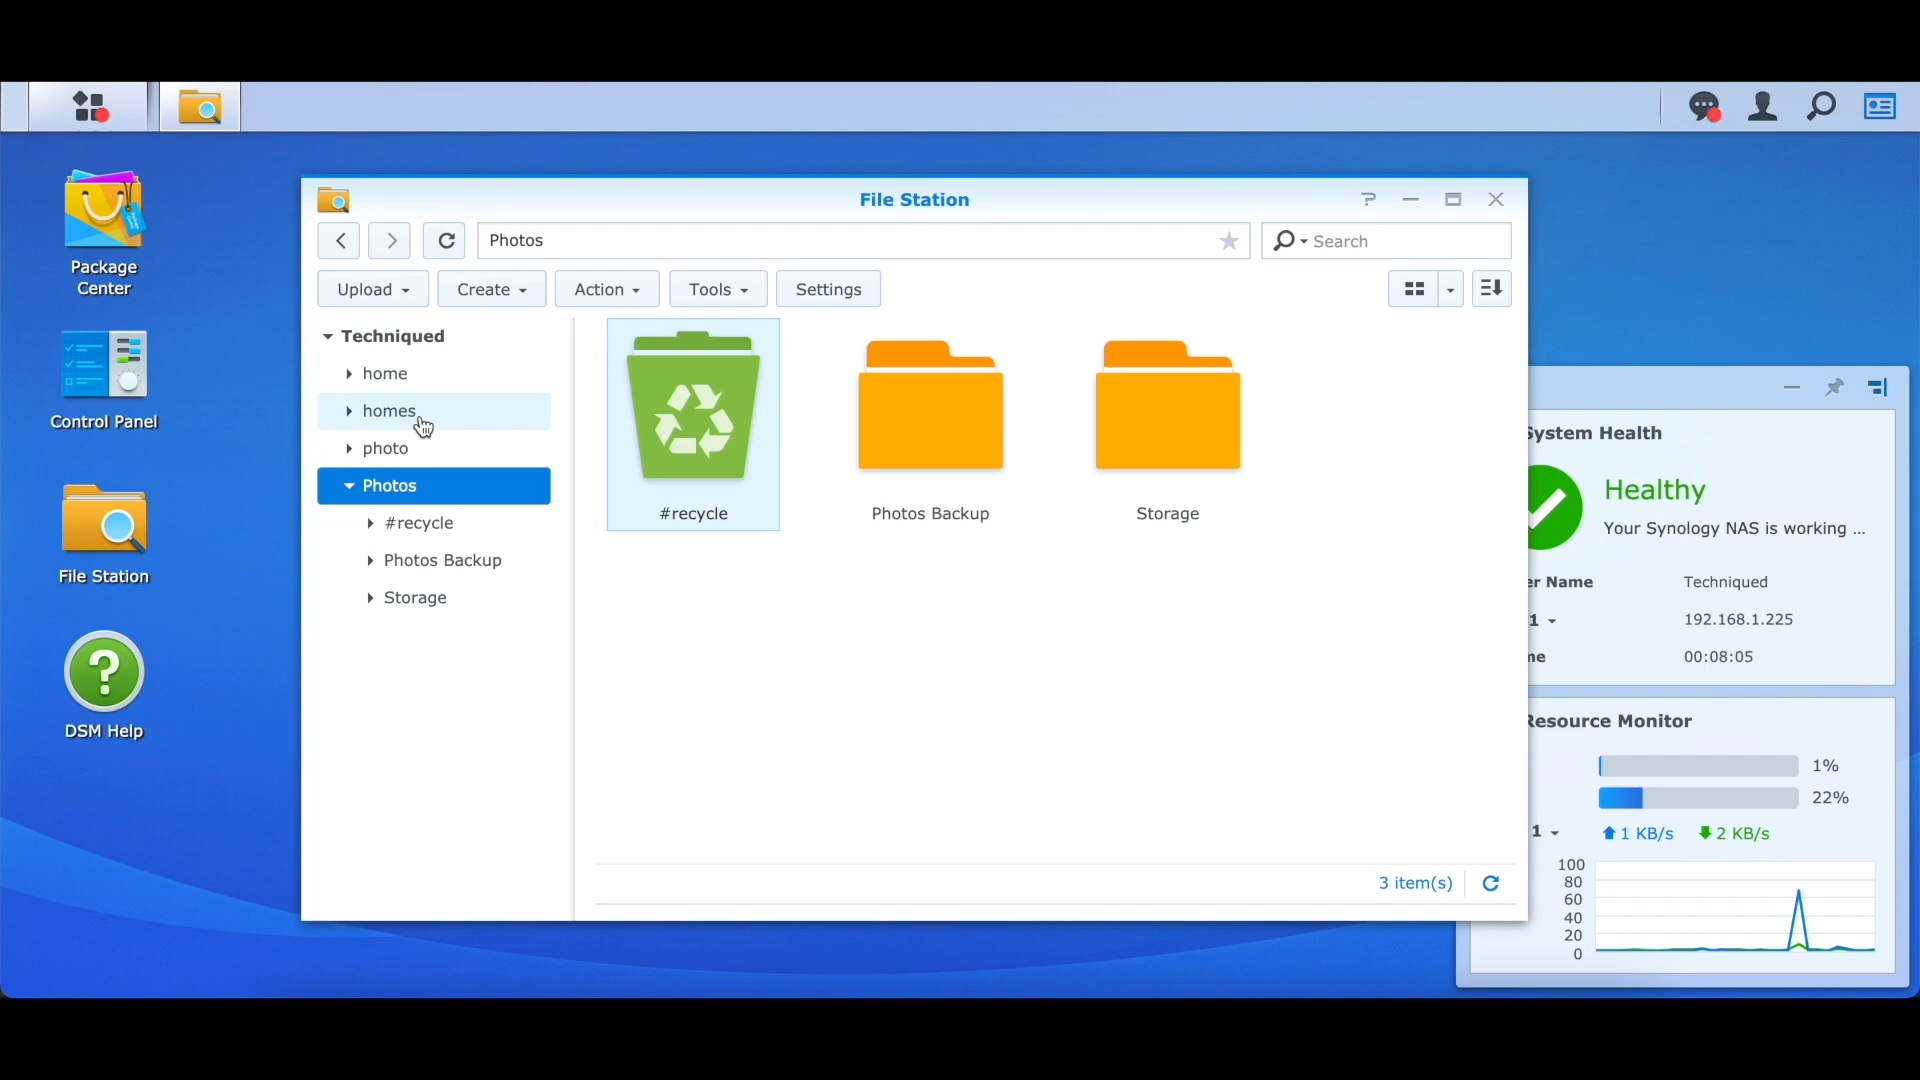 Package
Center
Control Panel
File Station
DSM Help
File Station
Photos
Search
Upload
Create
Action
Tools
Settings
Techniqued
home
homes
photo
Photos
#recycle
Photos Backup
Storage
#recycle
Photos Backup
Storage
3 item(s)
System Health
Healthy
Your Synology NAS is working ...
er Name
Techniqued
1
192.168.1.225
me
00:08:05
Resource Monitor
1%
22%
1
1 KB/s
2 KB/s
100
80
60
40
20
0